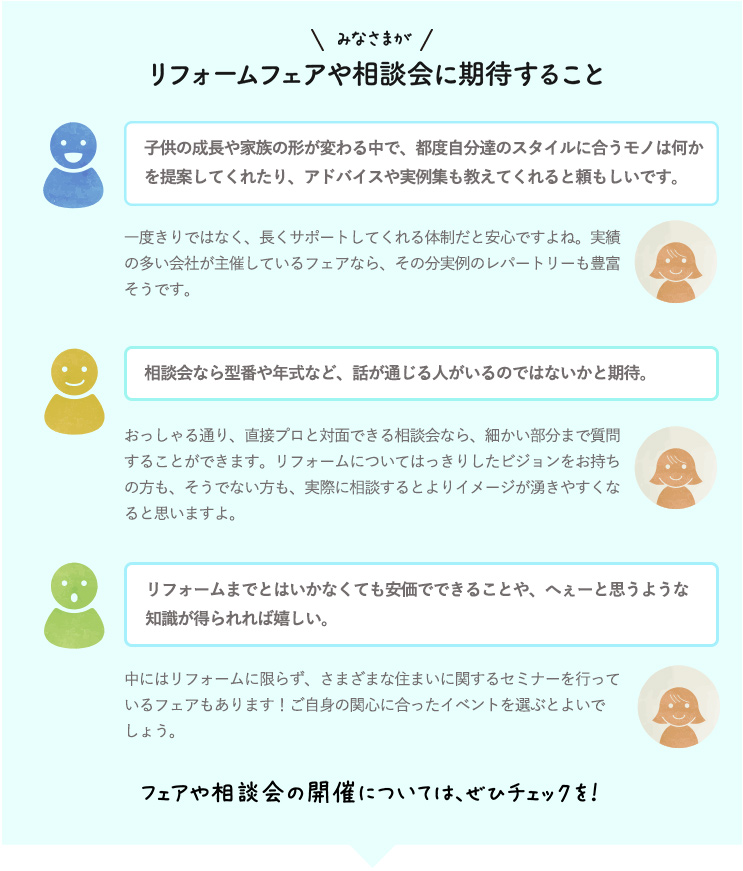 みなさまが
リフォームフェアや相談会に期待すること
子供の成長や家族の形が変わる中で、都度自分達のスタイルに合うモノは何か
を提案してくれたり、アドバイスや実例集も教えてくれると頼もしいです。
一度きりではなく、長くサポートしてくれる体制だと安心ですよね。実績
の多い会社が主催しているフェアなら、その分実例のレパートリーも豊富
そうです。
相談会なら型番や年式など、話が通じる人がいるのではないかと期待。
おっしゃる通り、直接プロと対面できる相談会なら、細かい部分まで質問
することができます。リフォームについてはっきりしたビジョンをお持ち
の方も、そうでない方も、実際に相談するとよりイメージが湧きやすくな
ると思いますよ。
リフォームまでとはいかなくても安価でできることや、へぇーと思うような
知識が得られれば嬉しい。
中にはリフォームに限らず、さまざまな住まいに関するセミナーを行って
いるフェアもあります！ご自身の関心に合ったイベントを選ぶとよいで
しょう。
フェアや相談会の開催については、ぜひチェックを！